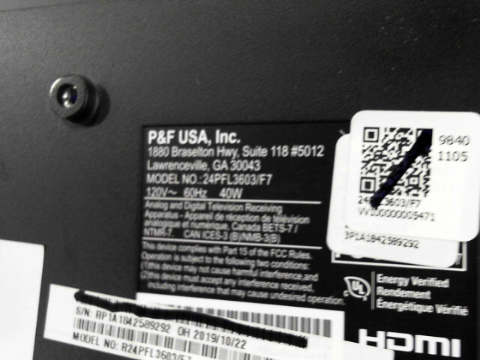 P&F USA, Inc.
1880 Braselton Hwy, Suite 118 #5012
Lawrenceville, GA 30043
MODEL NO.:24PFL3603/F7
120V~ 60Hz 40W
Analog and Digital Television Receiving
Apparatus - Appareil de réception de télévision
analogique et numérique, Canada BETS-7 /
NTMR-7 CAN ICES-3 (B)/NMB-3(B)
This device complies with Part 15 of the FCC Rules.
Operation is subject to the following two conditions:
(1)this device may not cause harmful interference,and
(2)this device must accept any interference
received, including interference that may cause undesired operation.
9840
1105
24PFL3603/F7
3P1A1842589292
UL
Energy Verified
Rendement
Énergétique Vérifié
HDMI
S/N: RP1A1842589292 OH 2019/10/22
MODEL NO: R24PFL3603/F7